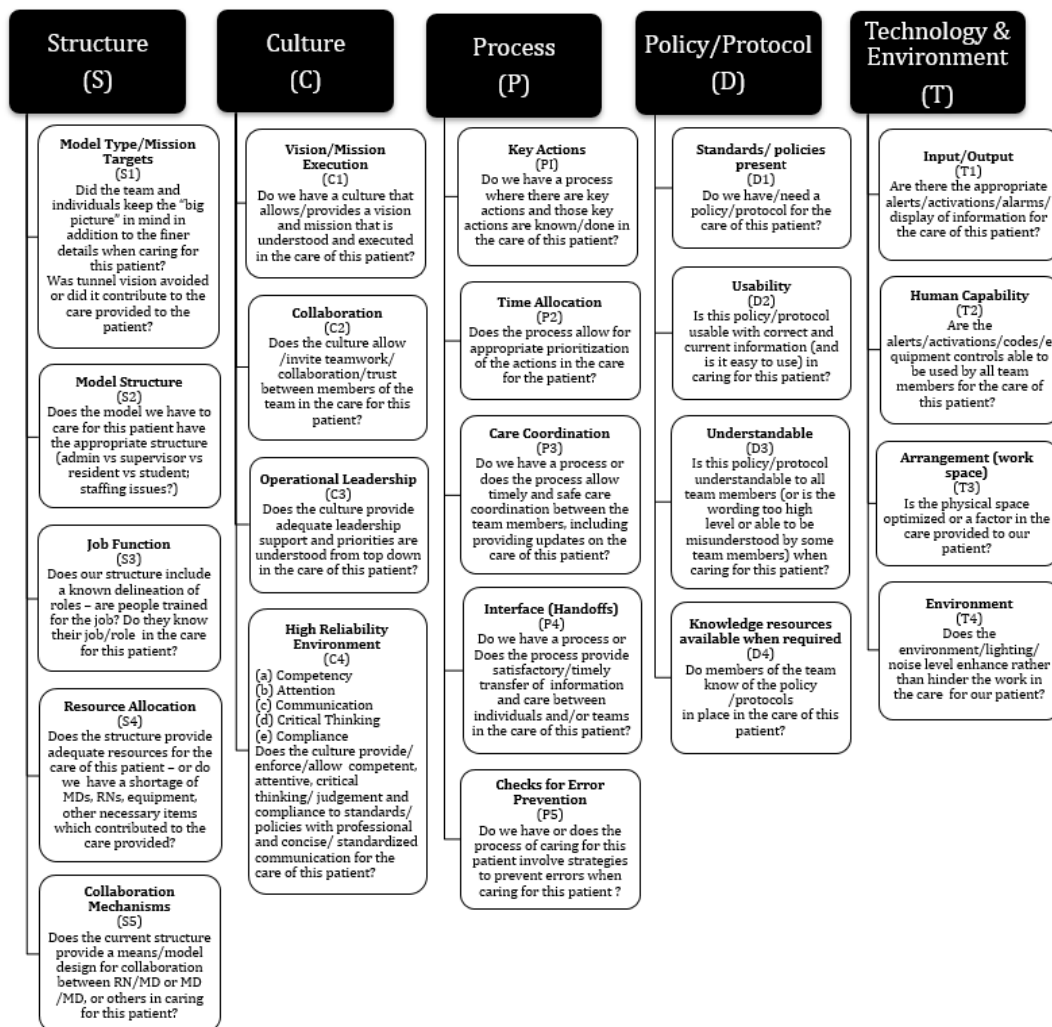 Structure
(S)
Model Type/Mission
Targets
(S1)
Did the team and
individuals keep the “big
picture” in mind in
addition to the finer
details when caring for
this patient?
Was tunnel vision avoided
or did it contribute to the
care provided to the
patient?
Model Structure
(S2)
Does the model we have to
care for this patient have
the appropriate structure
(admin vs supervisor vs
resident vs student;
staffing issues?)
Job Function
(S3)
Does our structure include
a known delineation of
roles – are people trained
for the job? Do they know
their job/role in the care
for this patient?
Resource Allocation
(S4)
Does the structure provide
adequate resources for the
care of this patient – or do
we have a shortage of
MDs, RNs, equipment,
other necessary items
which contributed to the
care provided?
Collaboration
Mechanisms
(S5)
Does the current structure
provide a means/model
design for collaboration
between RN/MD or MD
/MD, or others in caring
for this patient?
Culture
(C)
Vision/Mission
Execution
(C1)
Do we have a culture that
allows/provides a vision
and mission that is
understood and executed
in the care of this patient?
Collaboration
(C2)
Does the culture allow
/invite teamwork/
collaboration/trust
between members of the
team in the care for this
patient?
Operational Leadership
(C3)
Does the culture provide
adequate leadership
support and priorities are
understood from top down
in the care of this patient?
High Reliability
Environment
(C4)
(a) Competency
(b) Attention
(c) Communication
(d) Critical Thinking
(e) Compliance
Does the culture provide/
enforce/allow competent,
attentive, critical
thinking/ judgement and
compliance to standards/
policies with professional
and concise/ standardized
communication for the
care of this patient?
Process
(P)
Key Actions
(P1)
Do we have a process
where there are key
actions and those key
actions are known/done
in the care of this patient?
Time Allocation
(P2)
Does the process allow for
appropriate prioritization
of the actions in the care
for the patient?
Care Coordination
(P3)
Do we have a process or
does the process allow
timely and safe care
coordination between the
team members, including
providing updates on the
care of this patient?
Interface (Handoffs)
(P4)
Do we have a process or
Does the process provide
satisfactory/timely
transfer of information
and care between
individuals and/or teams
in the care of this patient?
Checks for Error
Prevention
(P5)
Do we have or does the
process of caring for this
patient involve strategies
to prevent errors when
caring for this patient ?
Policy/Protocol
(D)
Standards/ policies
present
(D1)
Do we have/need a
policy/protocol for the
care of this patient?
Usability
(D2)
Is this policy/protocol
usable with correct and
current information (and
is it easy to use) in
caring for this patient?
Understandable
(D3)
Is this policy/protocol
understandable to all
team members (or is the
wording too high
level or able to be
misunderstood by some
team members) when
caring for this patient?
Knowledge resources
available when required
(D4)
Do members of the team
know of the policy
/protocols
in place in the care of this
patient?
Technology &
Environment
(T)
Input/Output
(T1)
Are there the appropriate
alerts/activations/alarms/
display of information for
the care of this patient?
Human Capability
(T2)
Are the
alerts/activations/codes/e
quipment controls able to
be used by all team
members for the care of
this patient?
Arrangement (work
space)
(T3)
Is the physical space
optimized or a factor in the
care provided to our
patient?
Environment
(T4)
Does the
environment/lighting/
noise level enhance rather
than hinder the work in
the care for our patient?